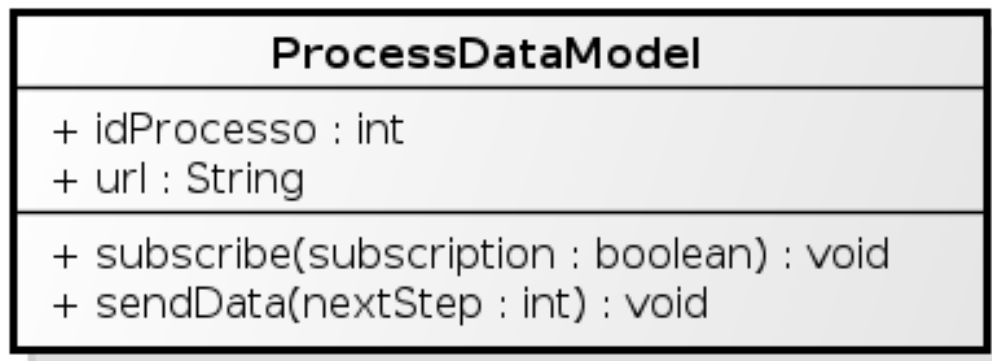 ProcessDataModel
+ idProcesso : int
+ url : String
+ subscribe(subscription : boolean) : void
+ sendData(nextStep : int) : void